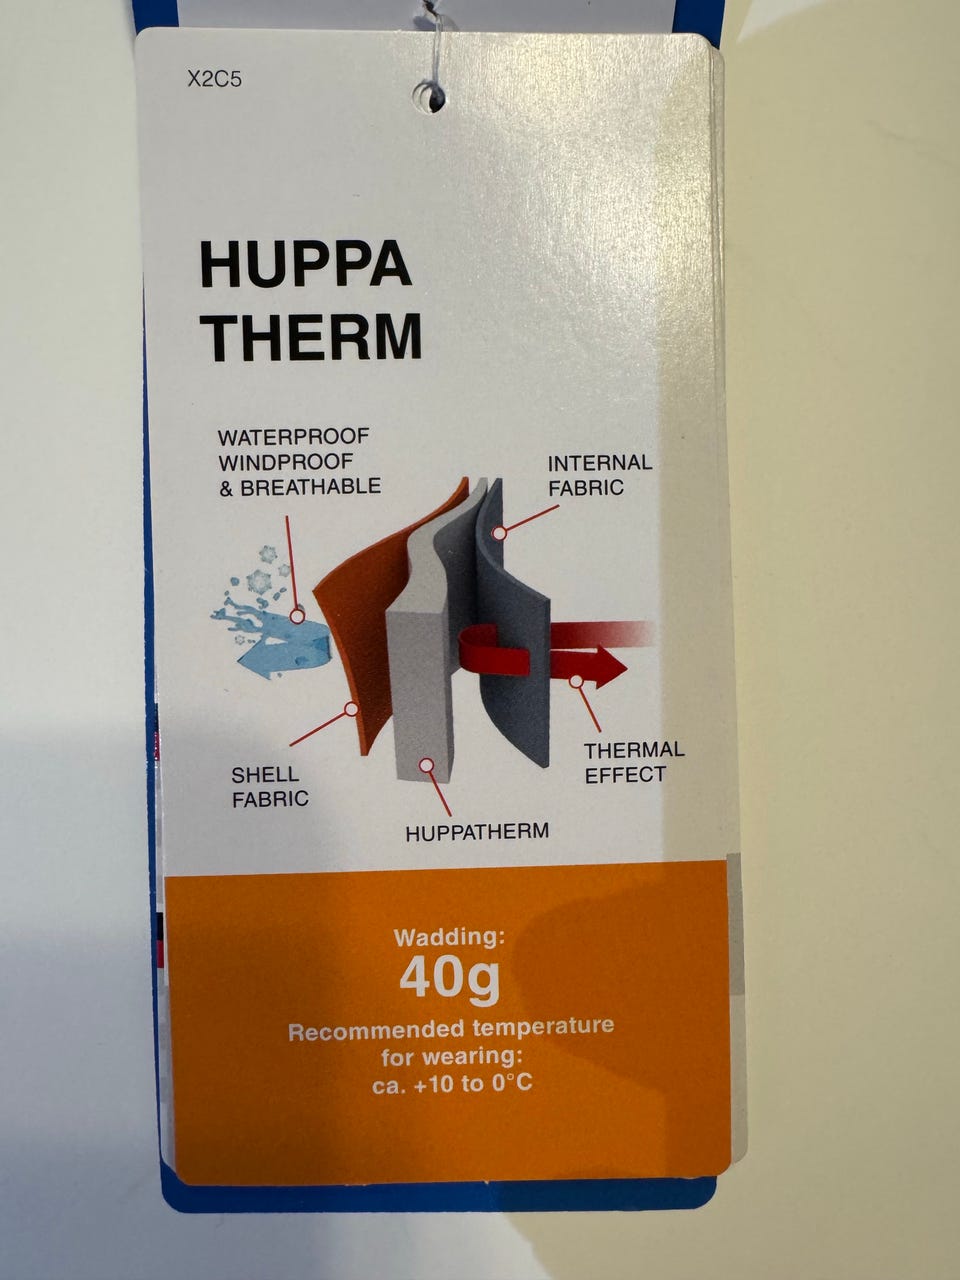 X2C5
HUPPA
THERM
WATERPROOF
WINDPROOF
& BREATHABLE
INTERNAL
FABRIC
SHELL
FABRIC
THERMAL
EFFECT
HUPPATHERM
Wadding:
40g
Recommended temperature
for wearing:
ca. +10 to 0°C